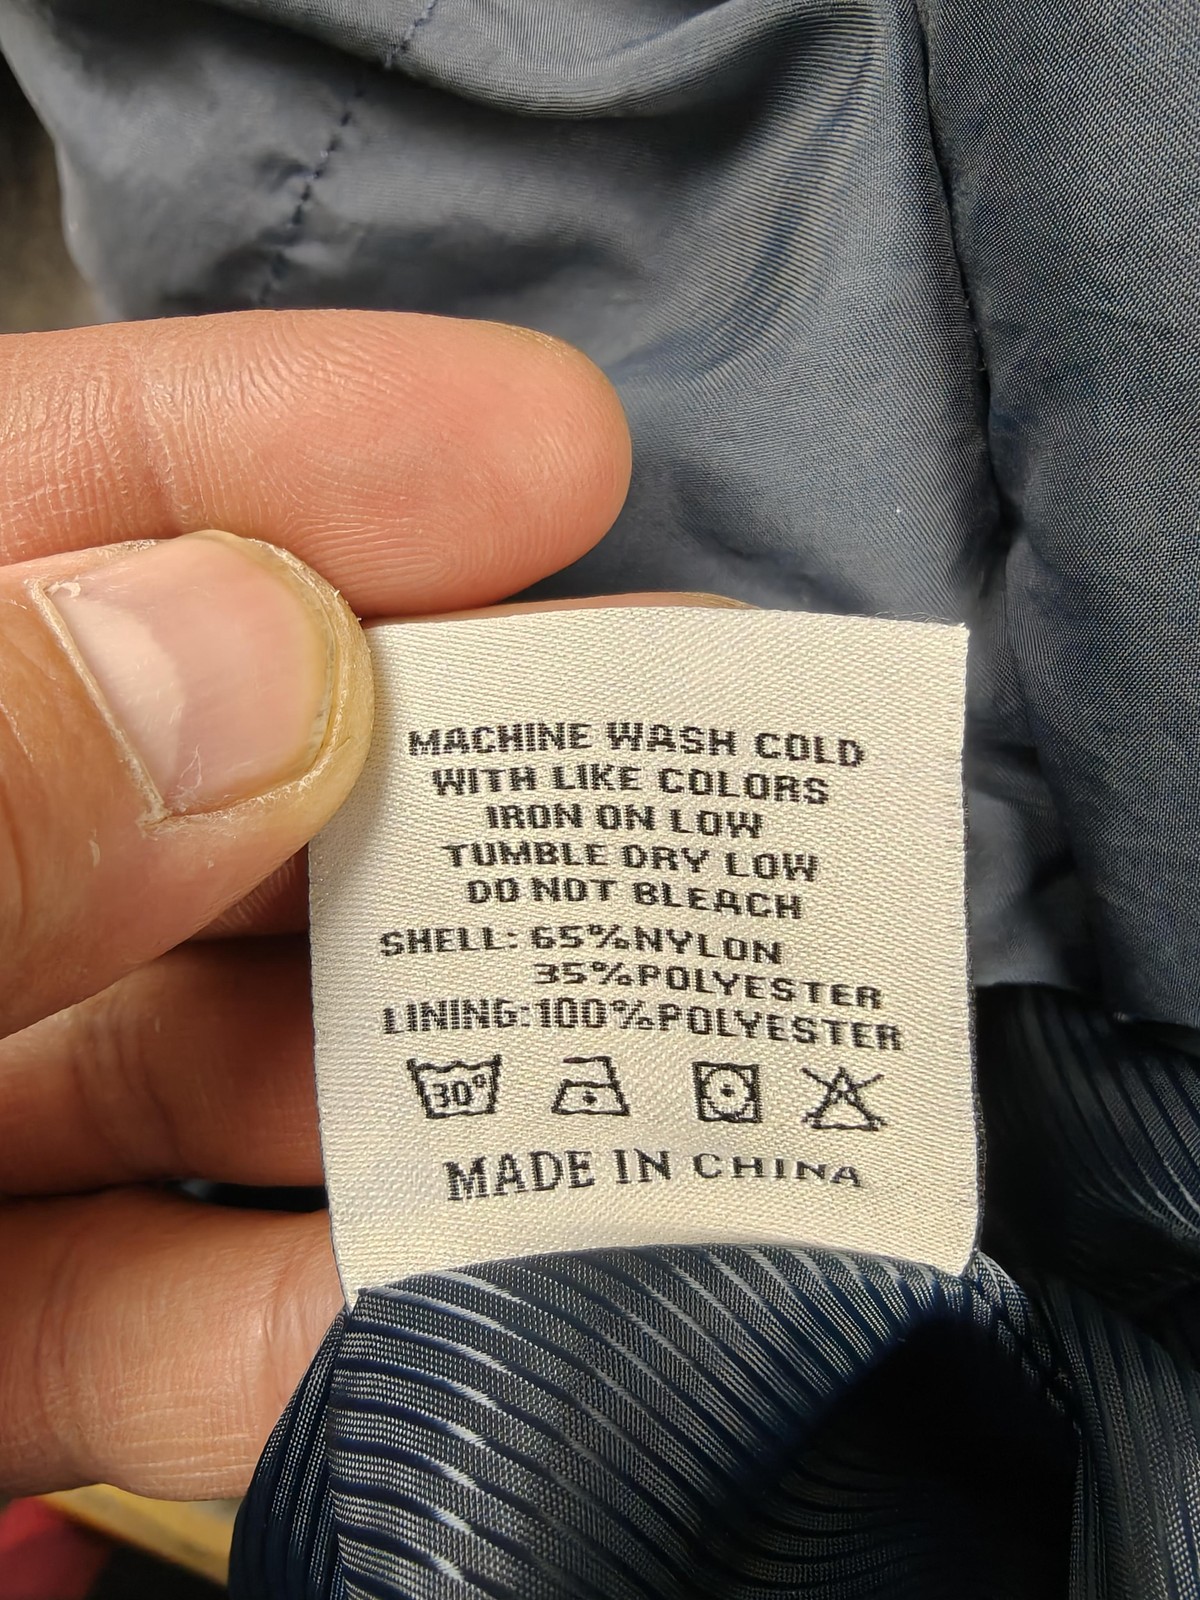 MACHINE WASH COLD
WITH LIKE COLORS
IRON ON LOW
TUMBLE DRY LOW
DO NOT BLEACH
SHELL: 65%NYLON
35%POLYESTER
LINING:100%POLYESTER
30°
MADE IN CHINA